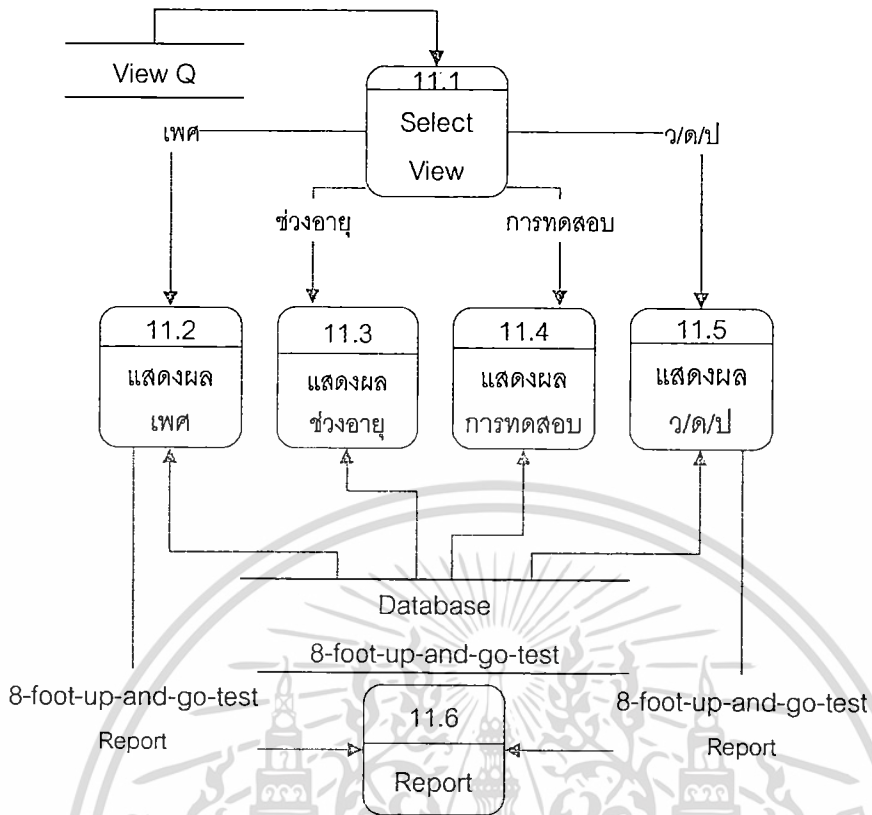 View Q
11.1
Select
View
เพศ
ว/ด/ป
ช่วงอายุ
การทดสอบ
11.2
แสดงผล
เพศ
11.3
แสดงผล
ช่วงอายุ
11.4
แสดงผล
การทดสอบ
11.5
แสดงผล
ว/ด/ป
Database
8-foot-up-and-go-test
8-foot-up-and-go-test
Report
11.6
Report
8-foot-up-and-go-test
Report